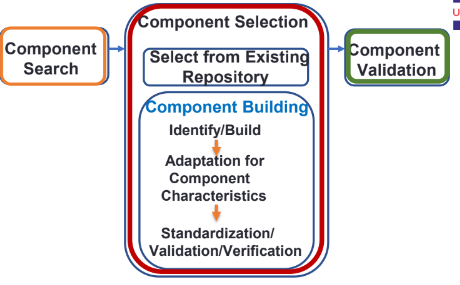 Component Selection
U
Component
Search
Select from Existing
Repository
Component
Validation
Component Building
Identify/Build
Adaptation for
Component
Characteristics
Standardization/
Validation/Verification